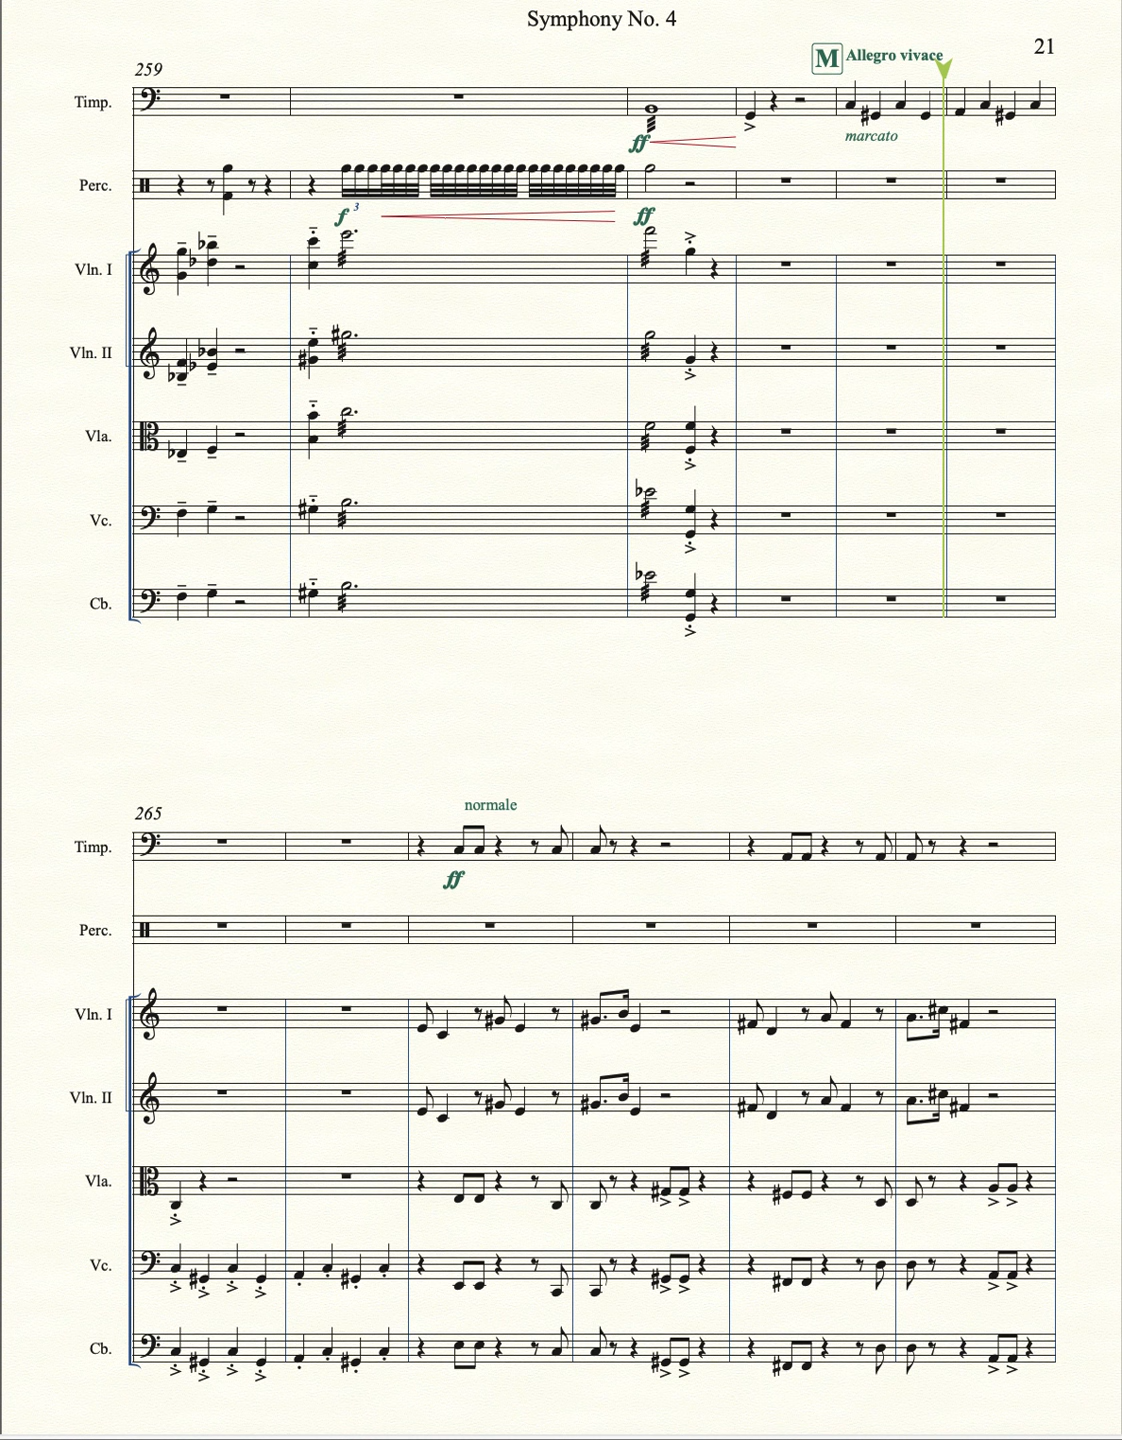 Symphony No. 4
21
M Allegro vivace
259
Timp.
marcato
ff
Perc.
3
f ff
Vln. I
Vln. II
Vla.
Vc.
Cb.
265
normale
Timp.
ff
Perc.
Vln. I
Vln. II
Vla.
Vc.
Cb.